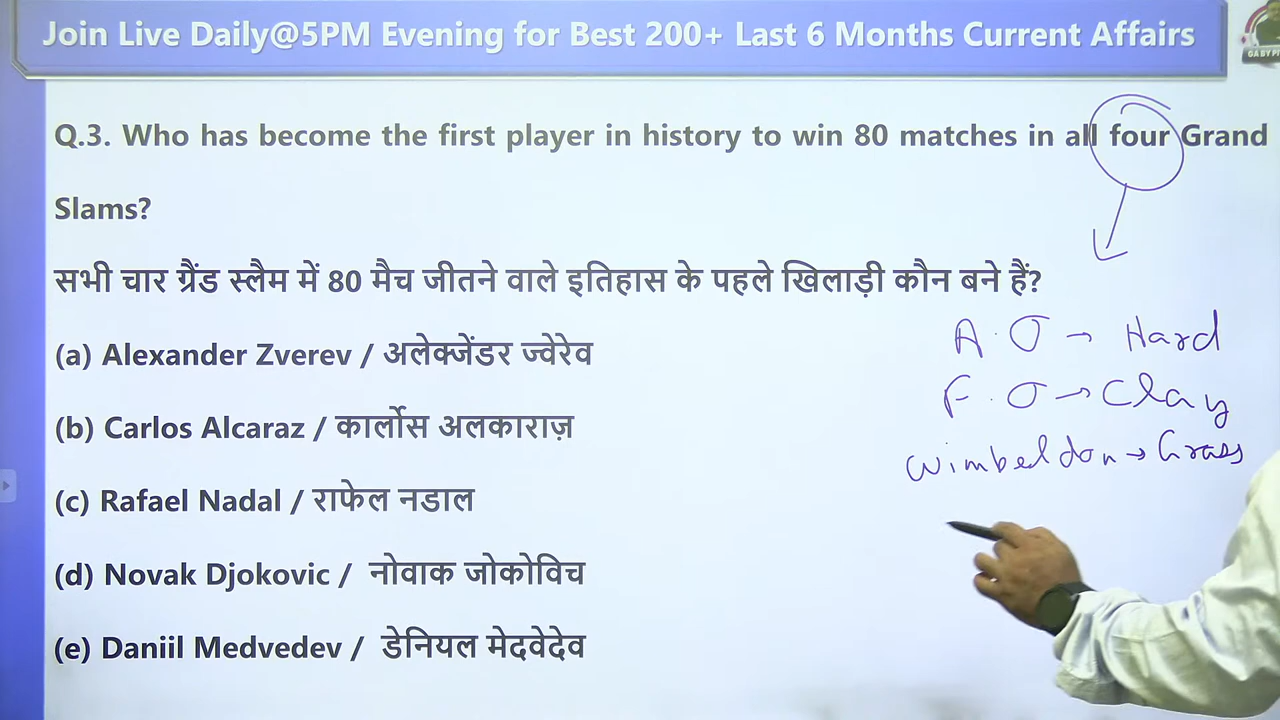 Join Live Daily@5PM Evening for Best 200+ Last 6 Months Current Affairs
Q.3. Who has become the first player in history to win 80 matches in all four Grand
Slams?
सभी चार ग्रैंड स्लैम में 80 मैच जीतने वाले इतिहास के पहले खिलाड़ी कौन बने हैं?
(a) Alexander Zverev / अलेक्जेंडर ज्वेरेव
(b) Carlos Alcaraz / कार्लोस अलकाराज़
(c) Rafael Nadal / राफेल नडाल
(d) Novak Djokovic / नोवाक जोकोविच
(e) Daniil Medvedev / डेनियल मेदवेदेव
A.O → Hard
F.O → Clay
Wimbeldon → Grass